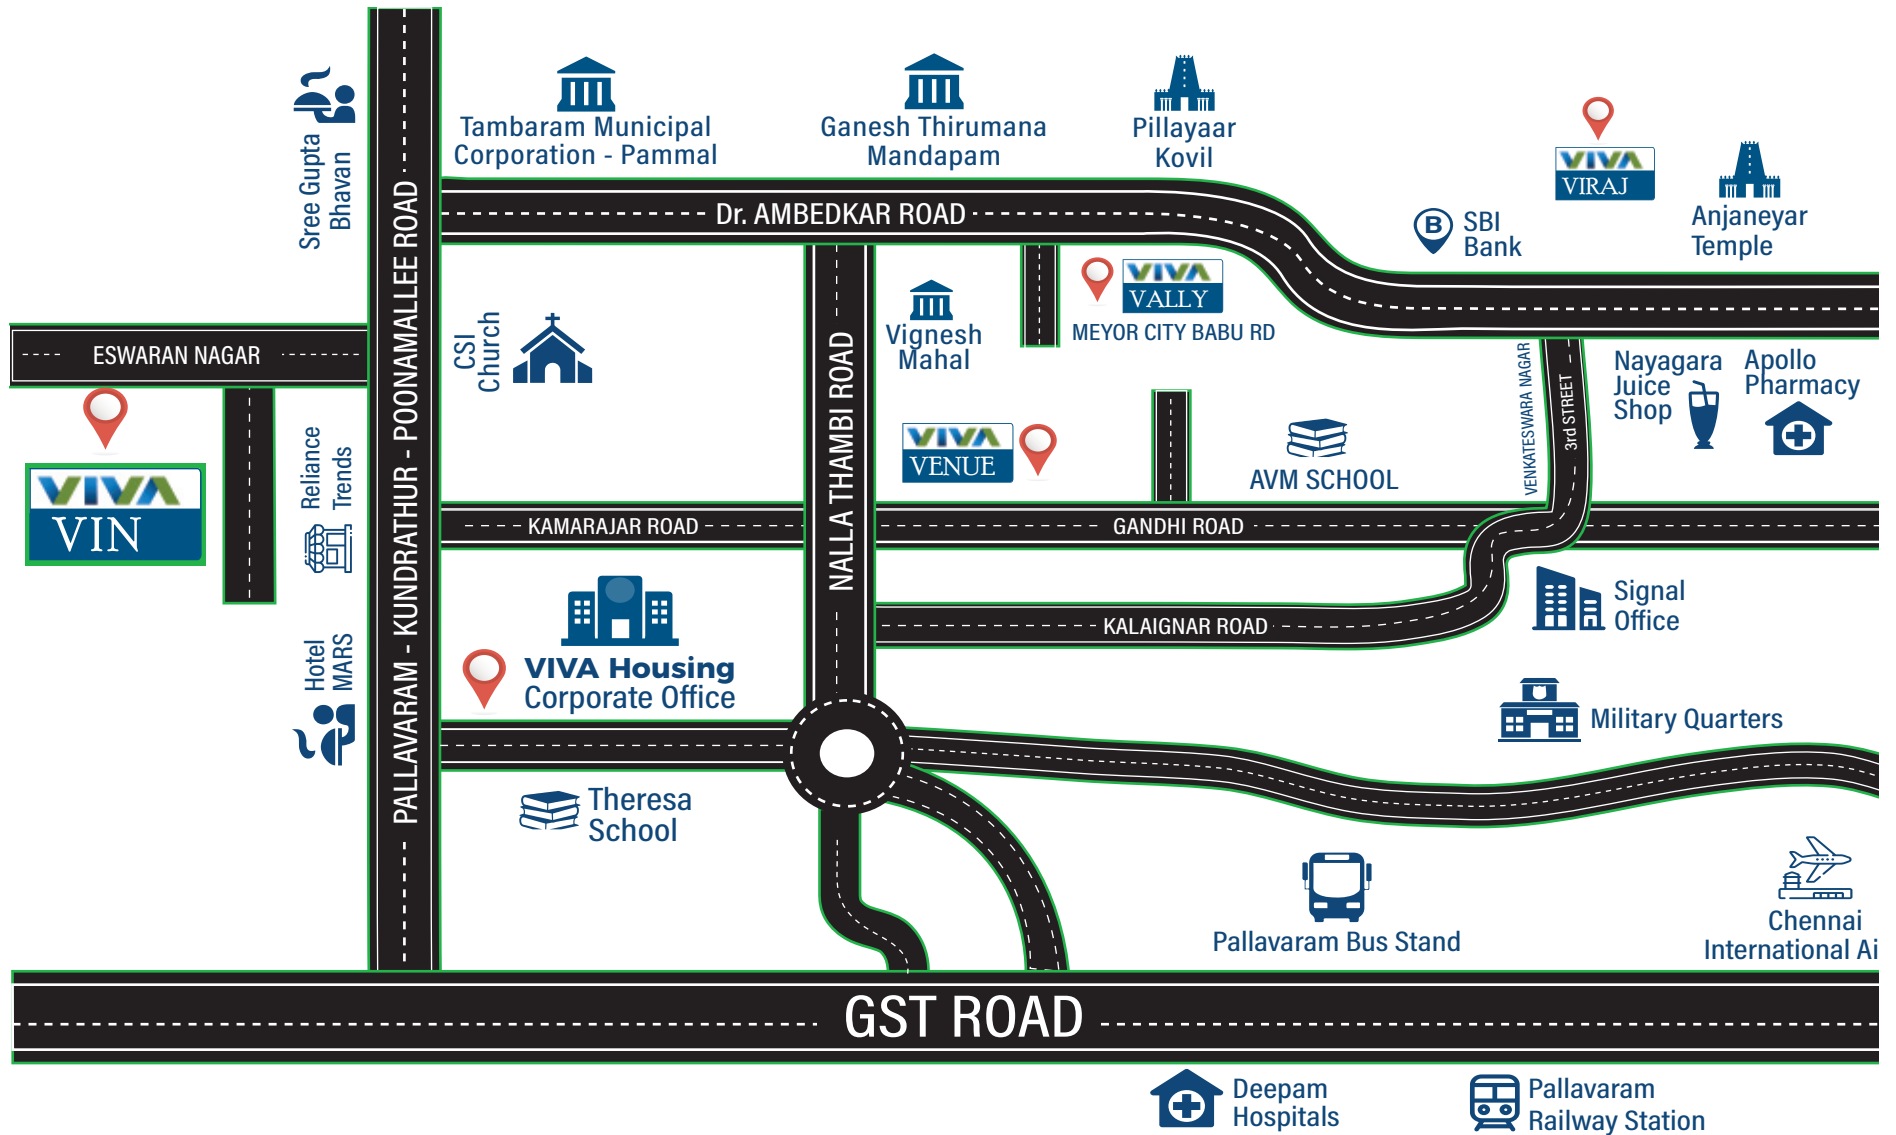 Sree Gupta
Bhavan
Tambaram Municipal
Corporation - Pammal
Ganesh Thirumana
Mandapam
Pillayaar
Kovil
VIVA
VIRAJ
Anjaneyar
Temple
B
SBI
Bank
Dr. AMBEDKAR ROAD
PALLAVARAM - KUNDRATHUR - POONAMALLEE ROAD
ESWARAN NAGAR
VIVA
VIN
Reliance
Trends
Hotel
MARS
CSI
Church
NALLA THAMBI ROAD
Vignesh
Mahal
VIVA
VALLY
MEYOR CITY BABU RD
VIVA
VENUE
AVM SCHOOL
VENKATESWARA NAGAR
3rd STREET
Nayagara
Juice
Shop
Apollo
Pharmacy
KAMARAJAR ROAD
GANDHI ROAD
KALAIGNAR ROAD
Signal
Office
VIVA Housing
Corporate Office
Military Quarters
Theresa
School
Pallavaram Bus Stand
Chennai
International Ai
GST ROAD
Deepam
Hospitals
Pallavaram
Railway Station